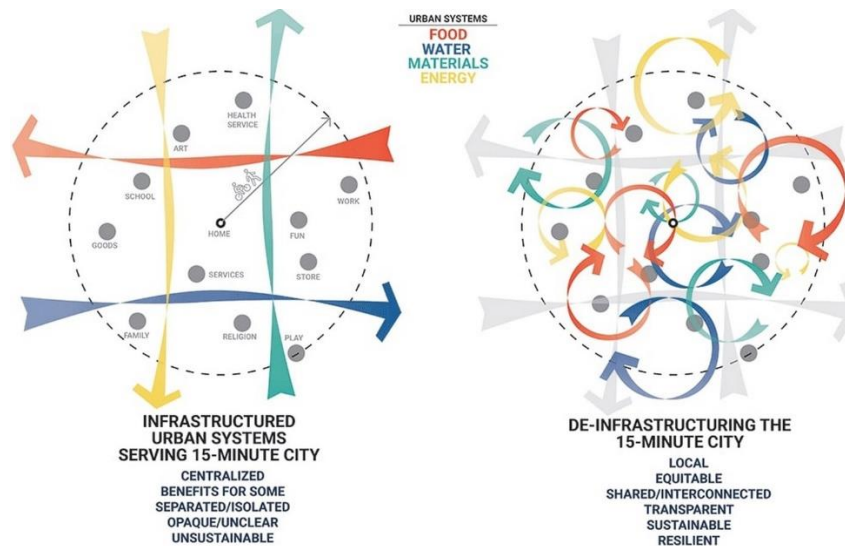 URBAN SYSTEMS
FOOD
WATER
MATERIALS
ENERGY
HEALTH
SERVICE
ART
SCHOOL
WORK
HOME
FUN
GOODS
STORE
SERVICES
FAMILY
RELIGION
PLAY
INFRASTRUCTURED
URBAN SYSTEMS
SERVING 15-MINUTE CITY
CENTRALIZED
BENEFITS FOR SOME
SEPARATED/ISOLATED
OPAQUE/UNCLEAR
UNSUSTAINABLE
DE-INFRASTRUCTURING THE
15-MINUTE CITY
LOCAL
EQUITABLE
SHARED/INTERCONNECTED
TRANSPARENT
SUSTAINABLE
RESILIENT